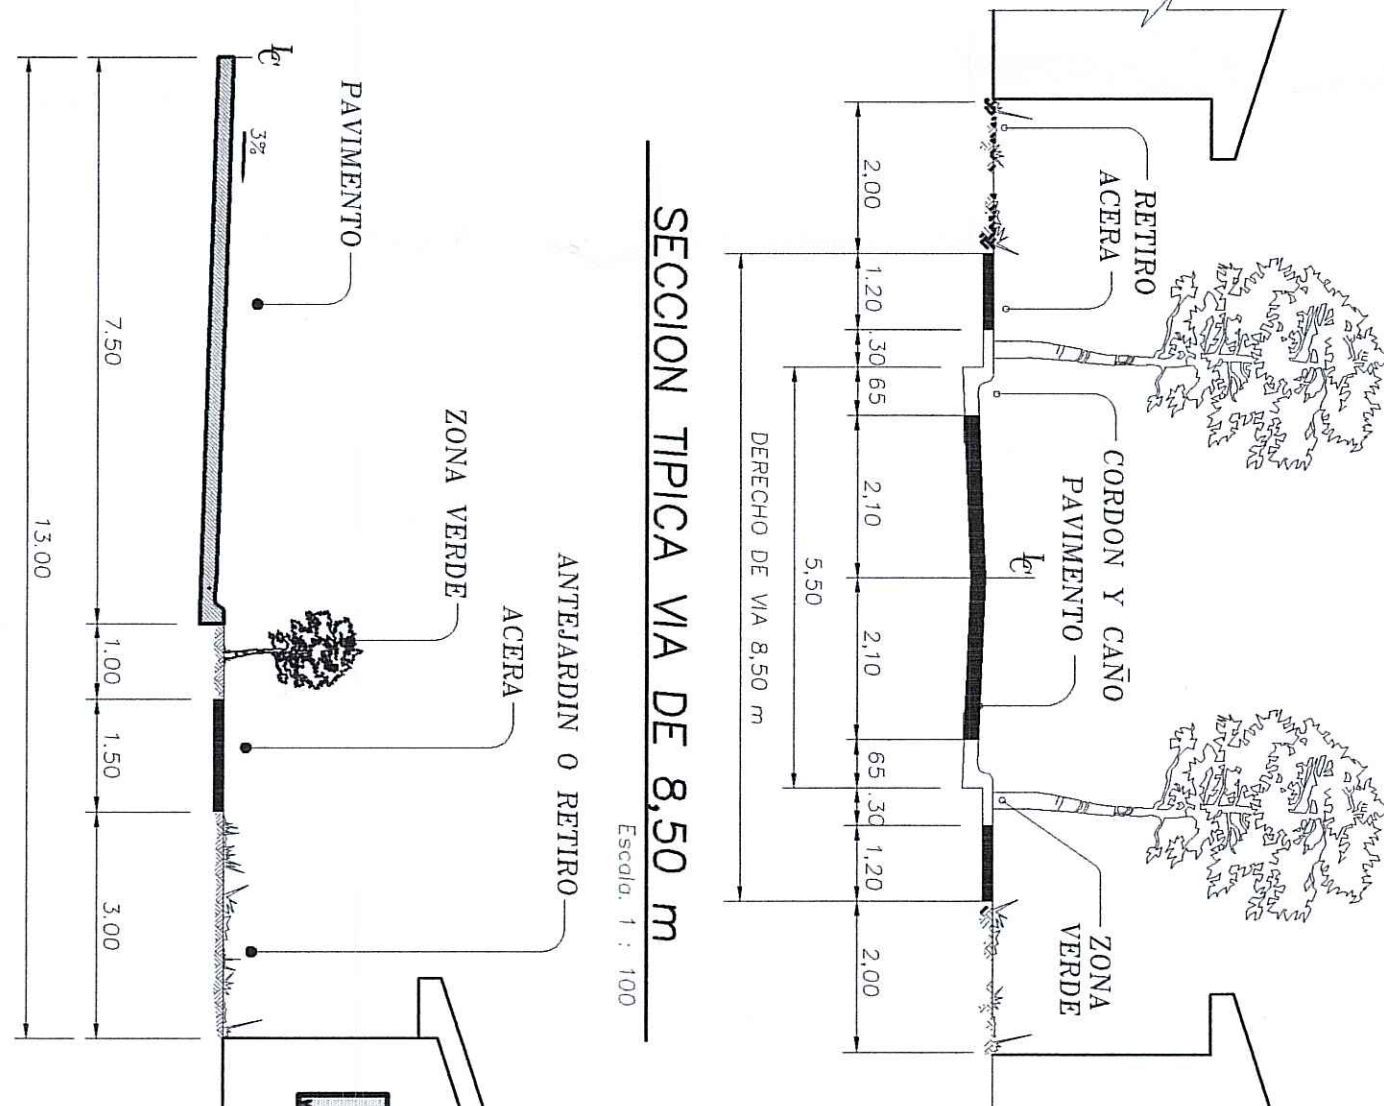 RETIRO
ACERA
CORDON Y CAÑO
PAVIMENTO
ZONA
VERDE
LC
2,00
1.20
.30
65
2,10
2,10
65
.30
1,20
2,00
5,50
DERECHO DE VIA 8,50 m
SECCION TIPICA VIA DE 8,50 m
Escala. 1 : 100
LC
3%
PAVIMENTO
ZONA VERDE
ACERA
ANTEJARDIN O RETIRO
7.50
1.00
1.50
3.00
13.00